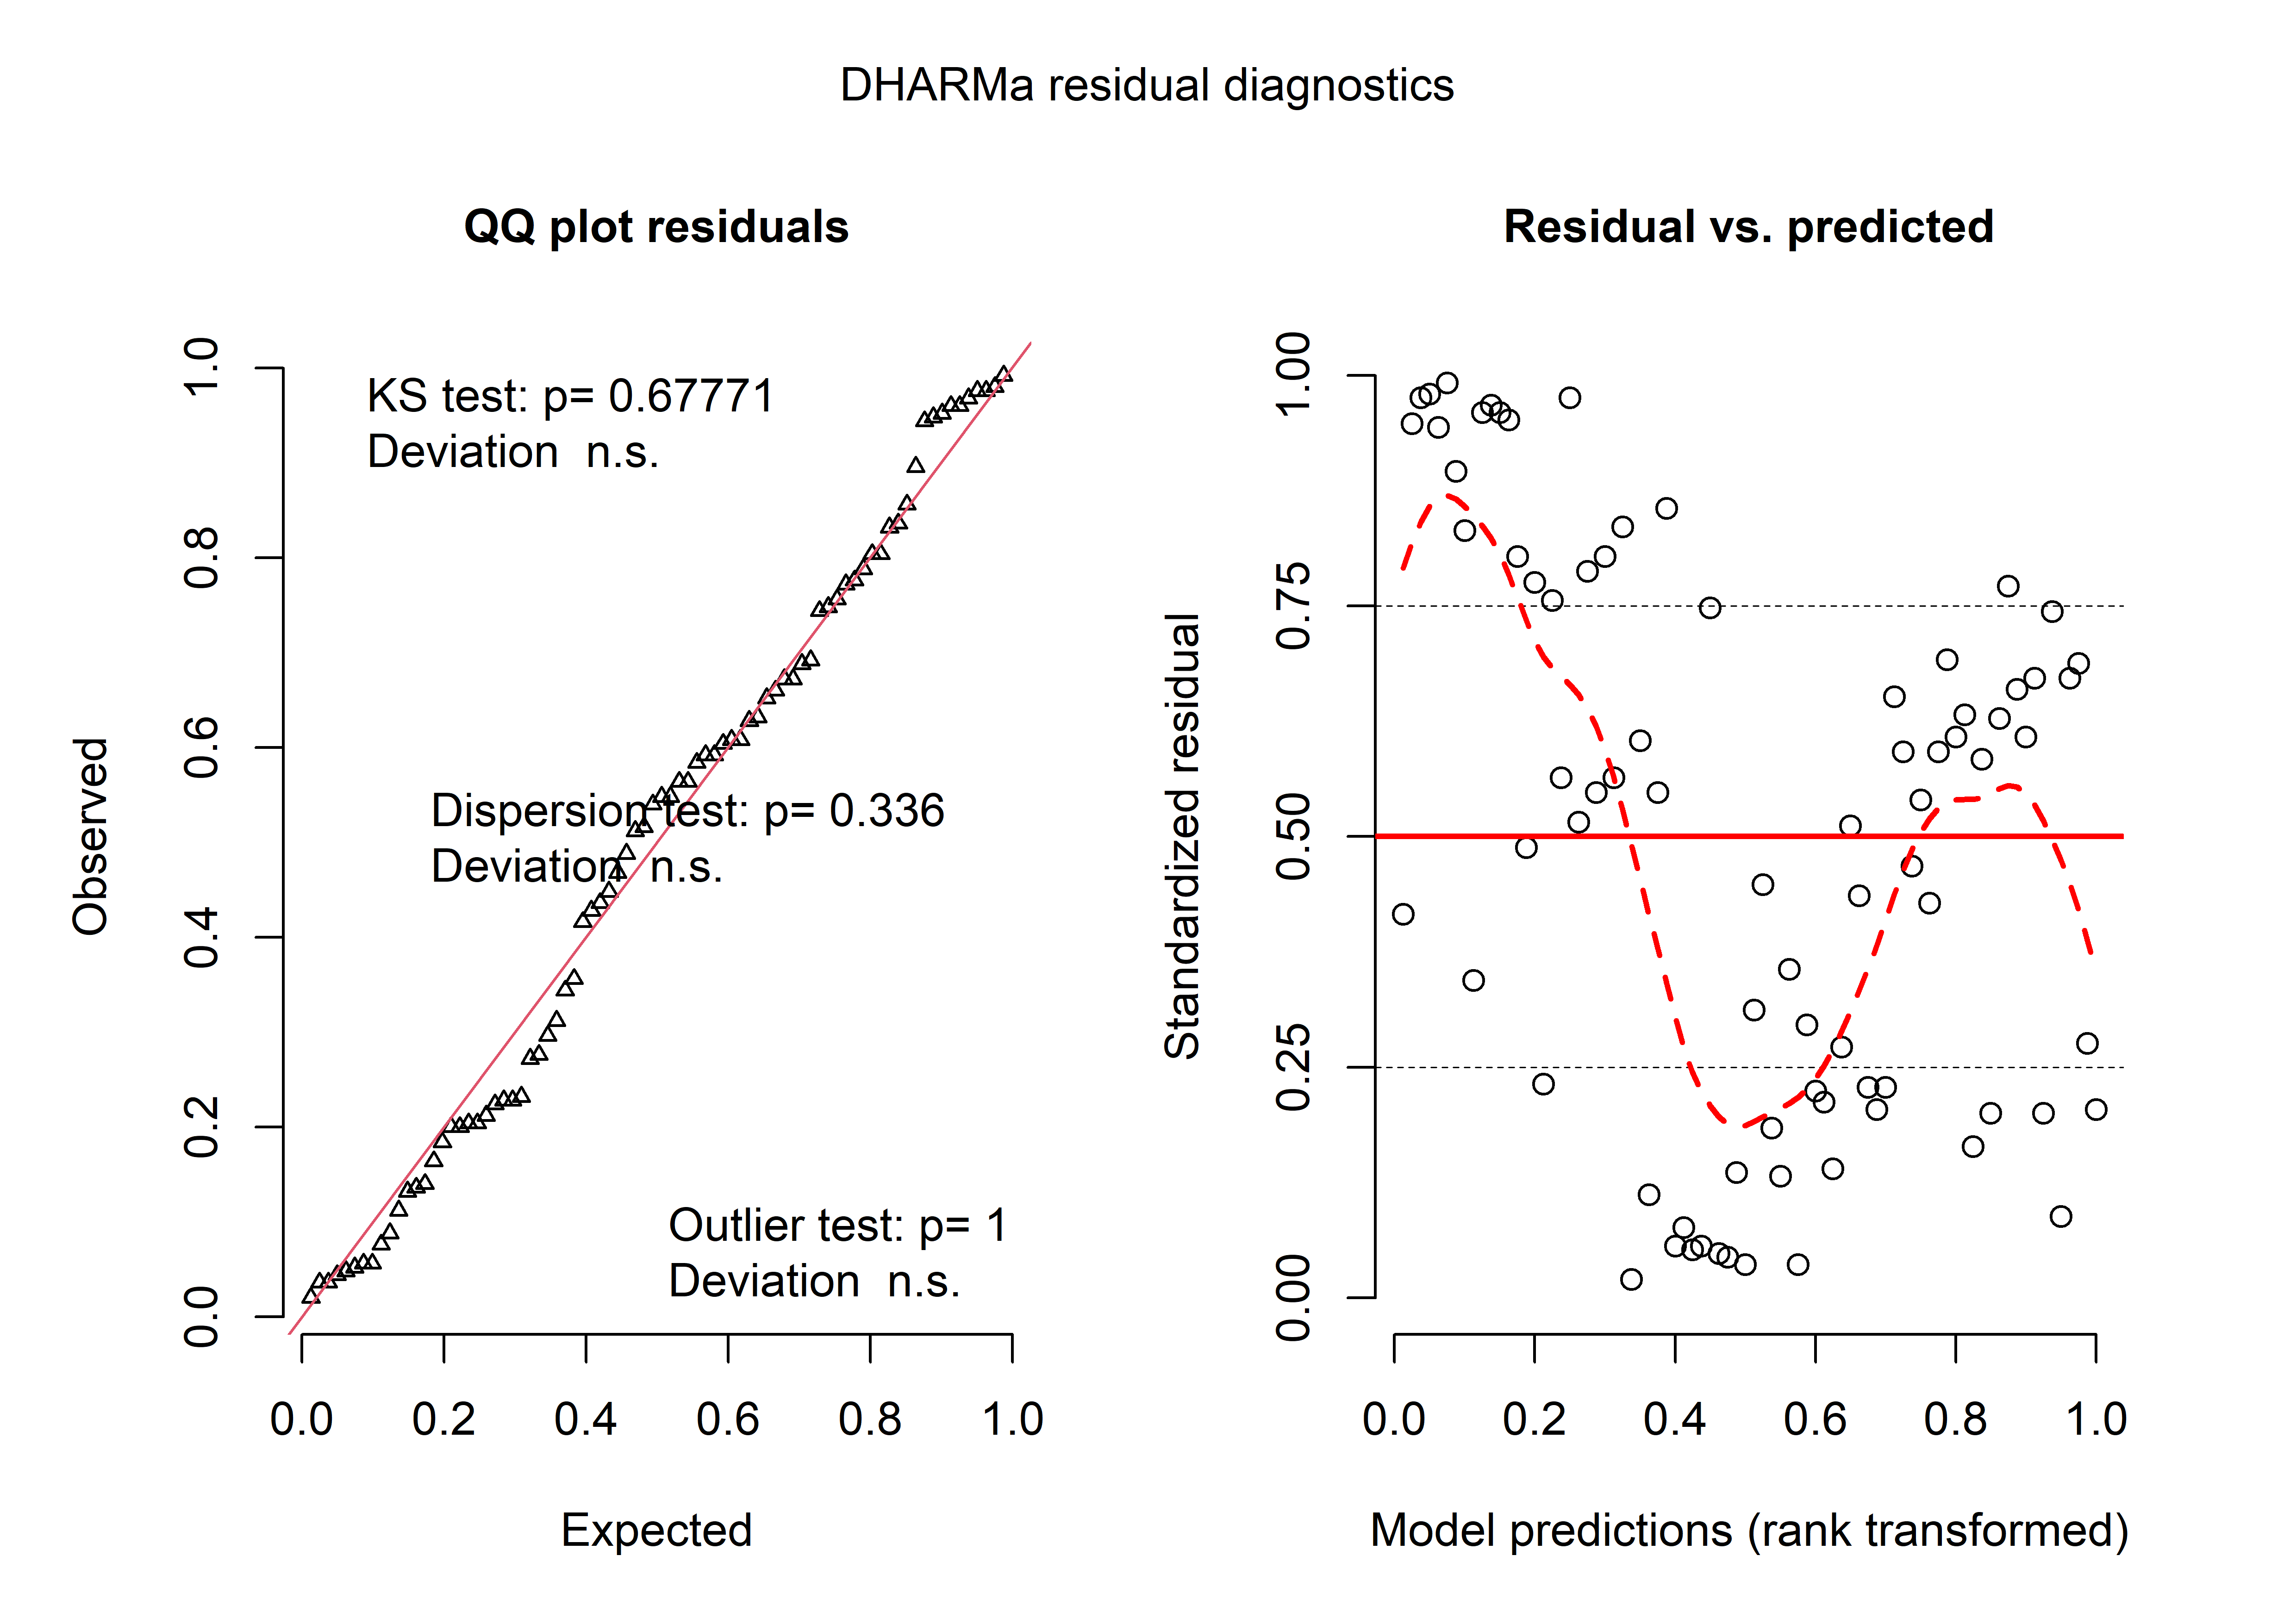 DHARMa residual diagnostics
QQ plot residuals
KS test: p= 0.67771
Deviation  n.s.
Dispersion test: p= 0.336
Deviation  n.s.
Outlier test: p= 1
Deviation  n.s.
Observed
0.0 0.2 0.4 0.6 0.8 1.0
0.0 0.2 0.4 0.6 0.8 1.0
Expected
Residual vs. predicted
Standardized residual
0.00 0.25 0.50 0.75 1.00
0.0 0.2 0.4 0.6 0.8 1.0
Model predictions (rank transformed)